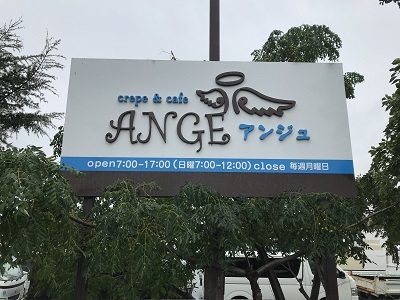 crepe & cafe
ANGE アンジュ
open7:00-17:00(日曜7:00-12:00)close 毎週月曜日